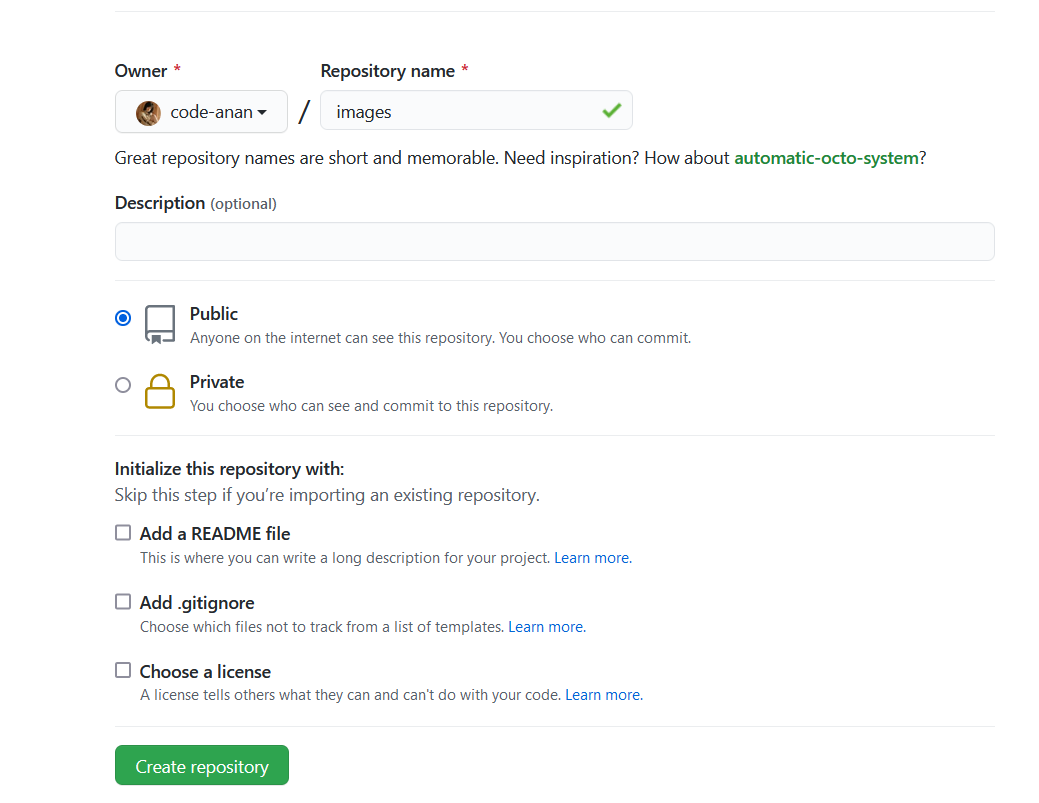 Owner * Repository name *
code-anan / images
Great repository names are short and memorable. Need inspiration? How about automatic-octo-system?
Description (optional)
Public
Anyone on the internet can see this repository. You choose who can commit.
Private
You choose who can see and commit to this repository.
Initialize this repository with:
Skip this step if you're importing an existing repository.
Add a README file
This is where you can write a long description for your project. Learn more.
Add .gitignore
Choose which files not to track from a list of templates. Learn more.
Choose a license
A license tells others what they can and can't do with your code. Learn more.
Create repository